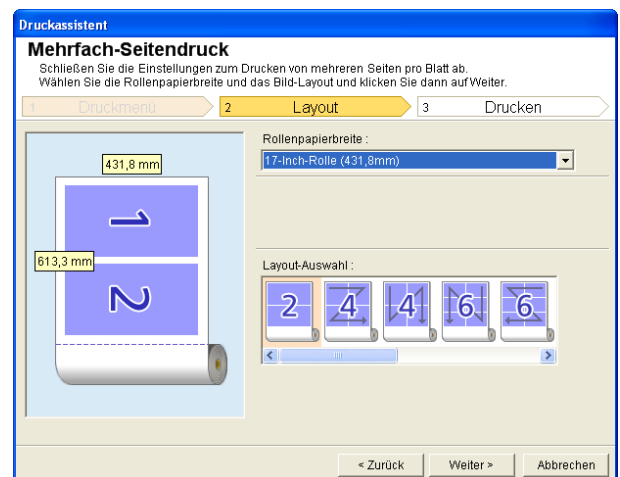 Druckassistent
Mehrfach-Seitendruck
Schließen Sie die Einstellungen zum Drucken von mehreren Seiten pro Blatt ab.
Wählen Sie die Rollenpapierbreite und das Bild-Layout und klicken Sie dann auf Weiter.
1 Druckmenü 2 Layout 3 Drucken
Rollenpapierbreite :
17-Inch-Rolle (431,8mm)
431,8 mm
1
613,3 mm
2
Layout-Auswahl :
2 4 4 6 6
< Zurück Weiter > Abbrechen